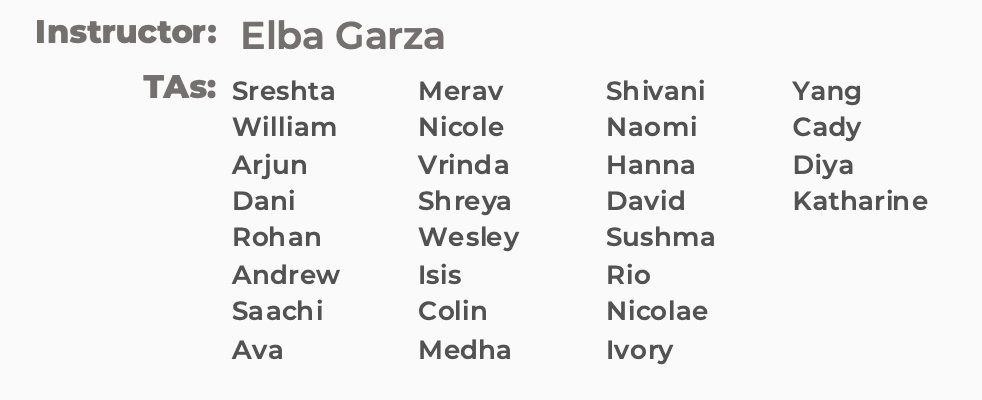 Instructor: Elba Garza
TAs: Sreshta Merav Shivani Yang
William Nicole Naomi Cady
Arjun Vrinda Hanna Diya
Dani Shreya David Katharine
Rohan Wesley Sushma
Andrew Isis Rio
Saachi Colin Nicolae
Ava Medha Ivory